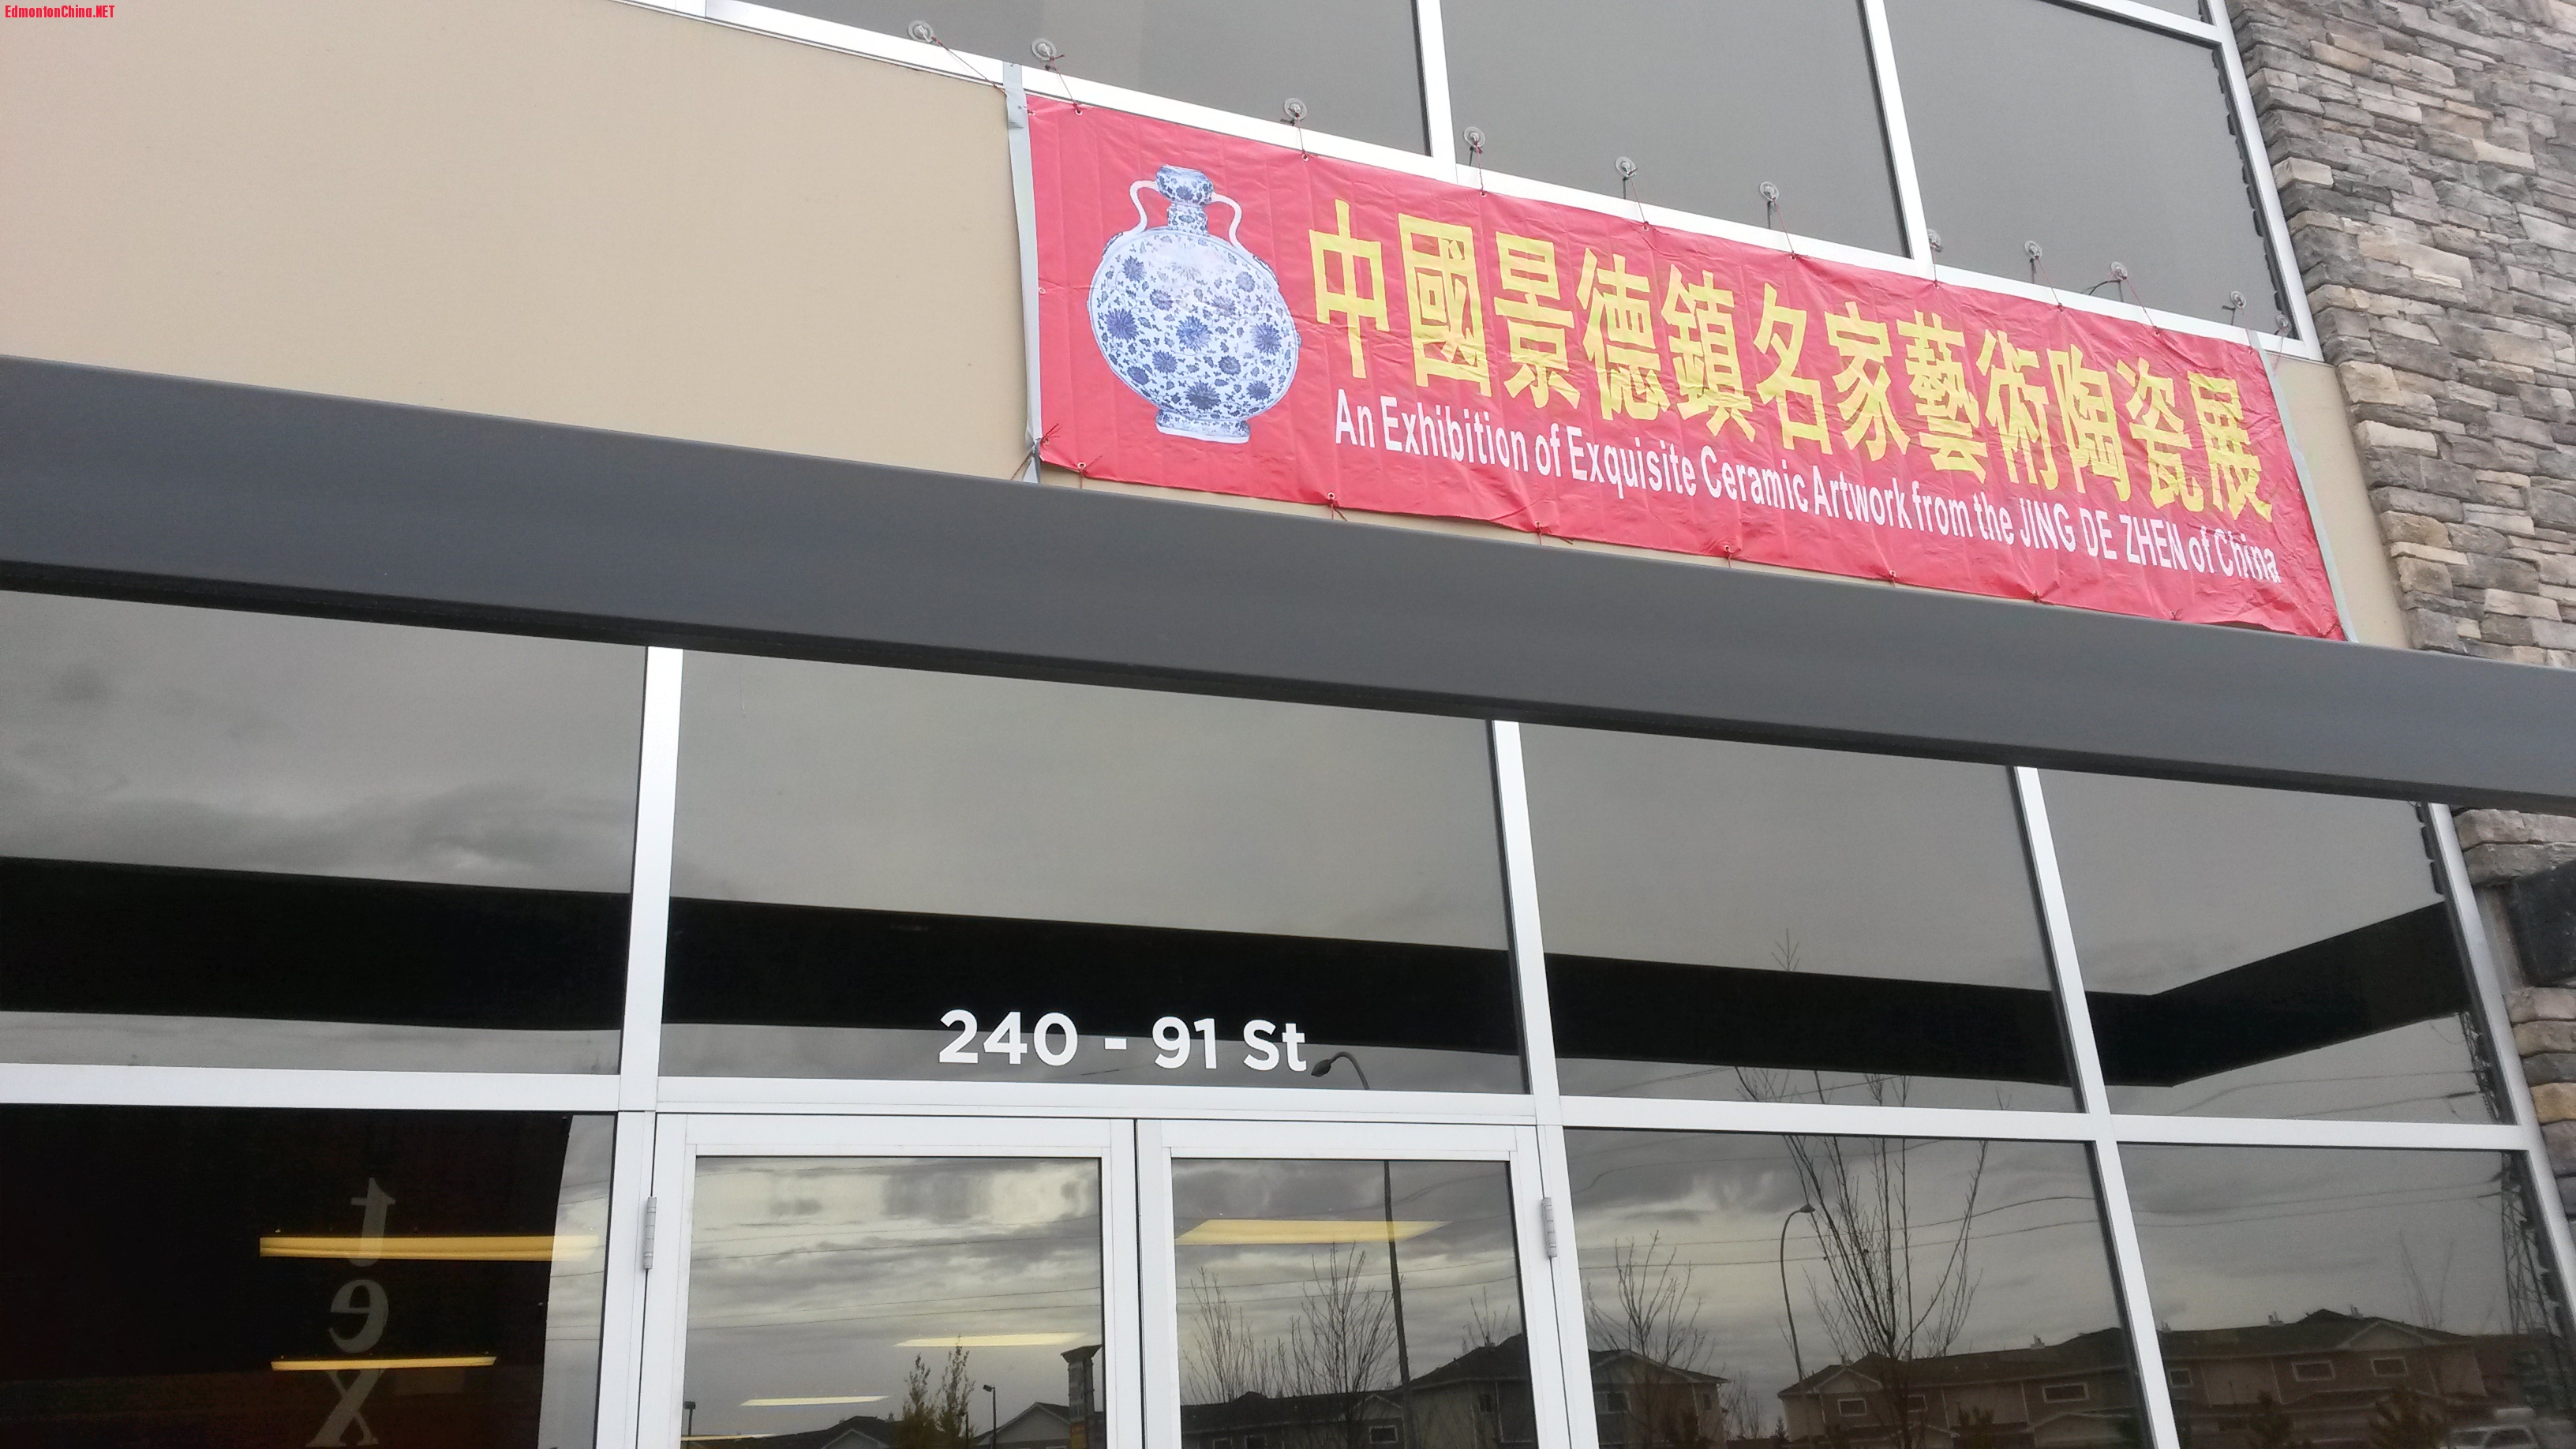 EdmontonChina.NET
中國景德鎮名家藝術陶瓷展
An Exhibition of Exquisite Ceramic Artwork from the JING DE ZHEN of China
240 - 91 St
t
e
x